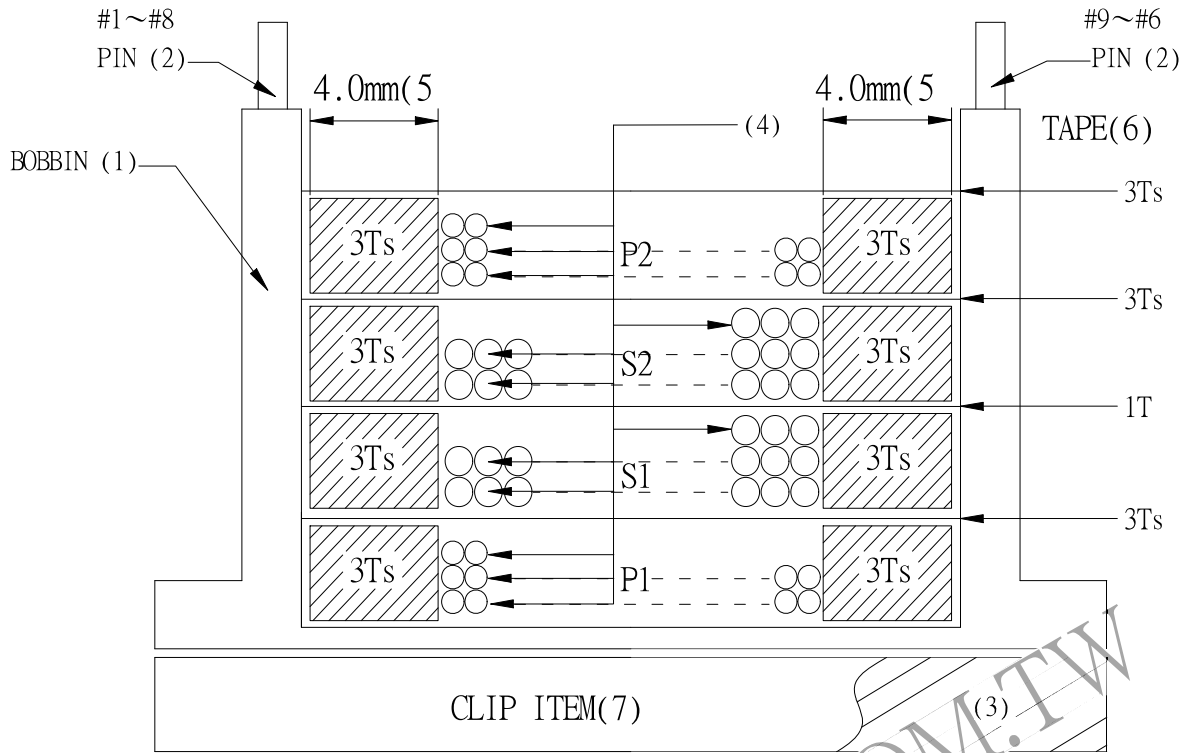 #1~#8
PIN (2)
#9~#6
PIN (2)
4.0mm(5
4.0mm(5
(4)
TAPE(6)
BOBBIN (1)
3Ts
3Ts
P2
3Ts
3Ts
3Ts
S2
3Ts
1T
3Ts
S1
3Ts
3Ts
3Ts
P1
3Ts
CLIP ITEM(7)
(3)
OM.TW